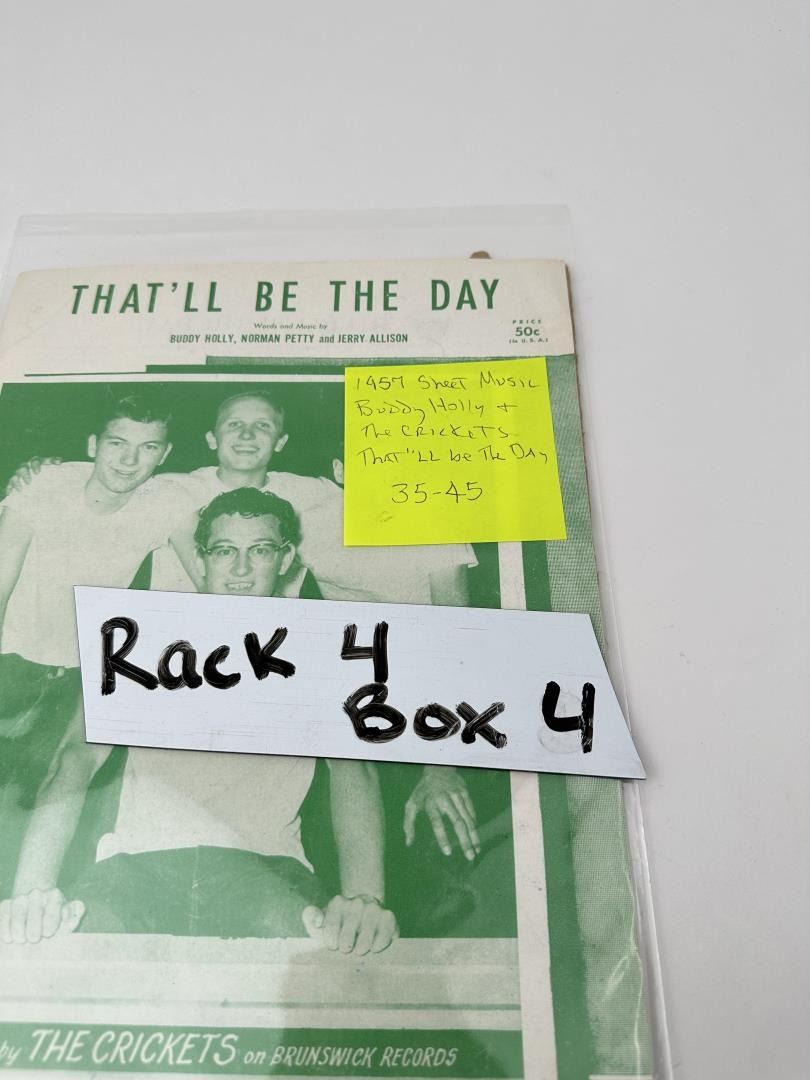 THAT'LL BE THE DAY
Words and Music by
BUDDY HOLLY, NORMAN PETTY and JERRY ALLISON
PRICE
50c
(In U. S. A.)
1957 Sheet Music
Buddy Holly +
The CRICKETS
THAT"LL be The DAy
35-45
Rack 4
Box 4
by THE CRICKETS on BRUNSWICK RECORDS